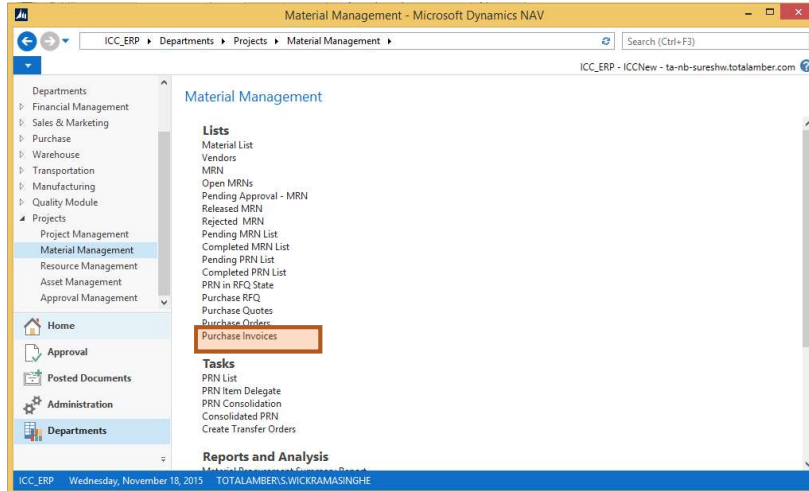 Material Management - Microsoft Dynamics NAV
ICC_ERP Departments Projects Material Management
Search (Ctrl+F3)
ICC_ERP - ICCNew - ta-nb-sureshw.totalamber.com
Departments
Financial Management
Sales & Marketing
Purchase
Warehouse
Transportation
Manufacturing
Quality Module
Projects
Project Management
Material Management
Resource Management
Asset Management
Approval Management
Home
Approval
Posted Documents
Administration
Departments
Material Management
Lists
Material List
Vendors
MRN
Open MRNs
Pending Approval - MRN
Released MRN
Rejected MRN
Pending MRN List
Completed MRN List
Pending PRN List
Completed PRN List
PRN in RFQ State
Purchase RFQ
Purchase Quotes
Purchase Orders
Purchase Invoices
Tasks
PRN List
PRN Item Delegate
PRN Consolidation
Consolidated PRN
Create Transfer Orders
Reports and Analysis
Material Procurement Summary Report
ICC_ERP Wednesday, November 18, 2015 TOTALAMBER\S.WICKRAMASINGHE